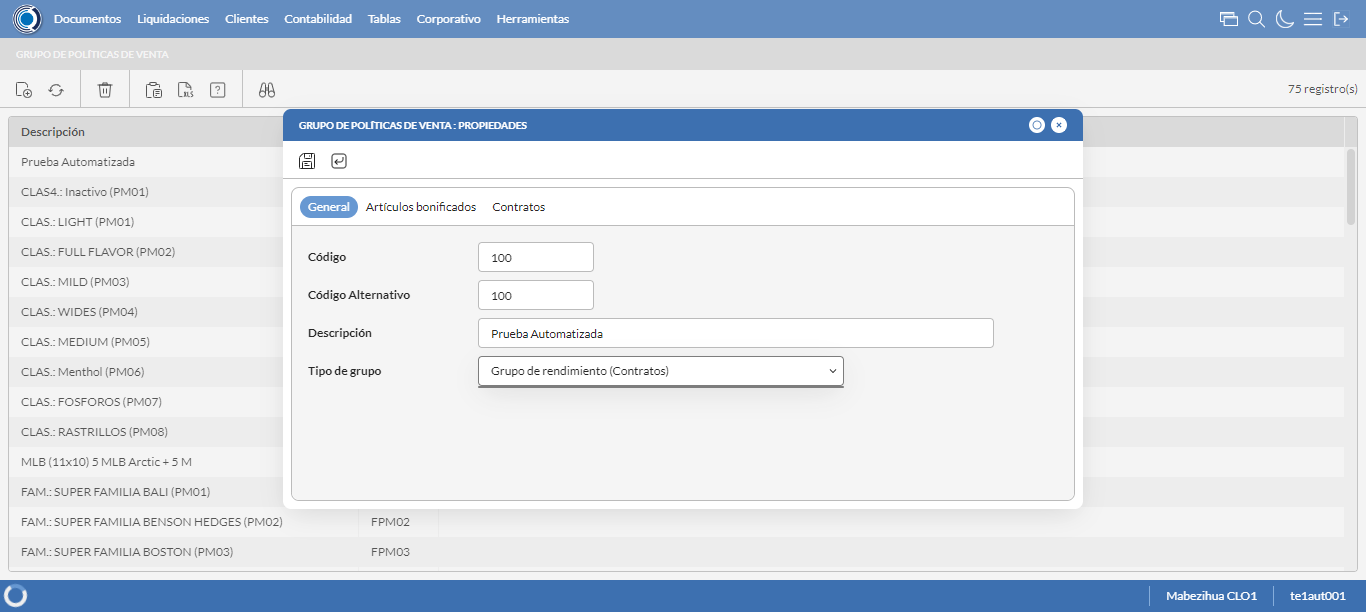 Documentos Liquidaciones Clientes Contabilidad Tablas Corporativo Herramientas
GRUPO DE POLÍTICAS DE VENTA
XLS ?
75 registro(s)
Descripción
Prueba Automatizada
CLAS4.: Inactivo (PM01)
CLAS.: LIGHT (PM01)
CLAS.: FULL FLAVOR (PM02)
CLAS.: MILD (PM03)
CLAS.: WIDES (PM04)
CLAS.: MEDIUM (PM05)
CLAS.: Menthol (PM06)
CLAS.: FOSFOROS (PM07)
CLAS.: RASTRILLOS (PM08)
MLB (11x10) 5 MLB Arctic + 5 M
FAM.: SUPER FAMILIA BALI (PM01)
FAM.: SUPER FAMILIA BENSON HEDGES (PM02) FPM02
FAM.: SUPER FAMILIA BOSTON (PM03) FPM03
GRUPO DE POLÍTICAS DE VENTA : PROPIEDADES
General Artículos bonificados Contratos
Código 100
Código Alternativo 100
Descripción Prueba Automatizada
Tipo de grupo Grupo de rendimiento (Contratos)
Mabezihua CLO1 te1aut001